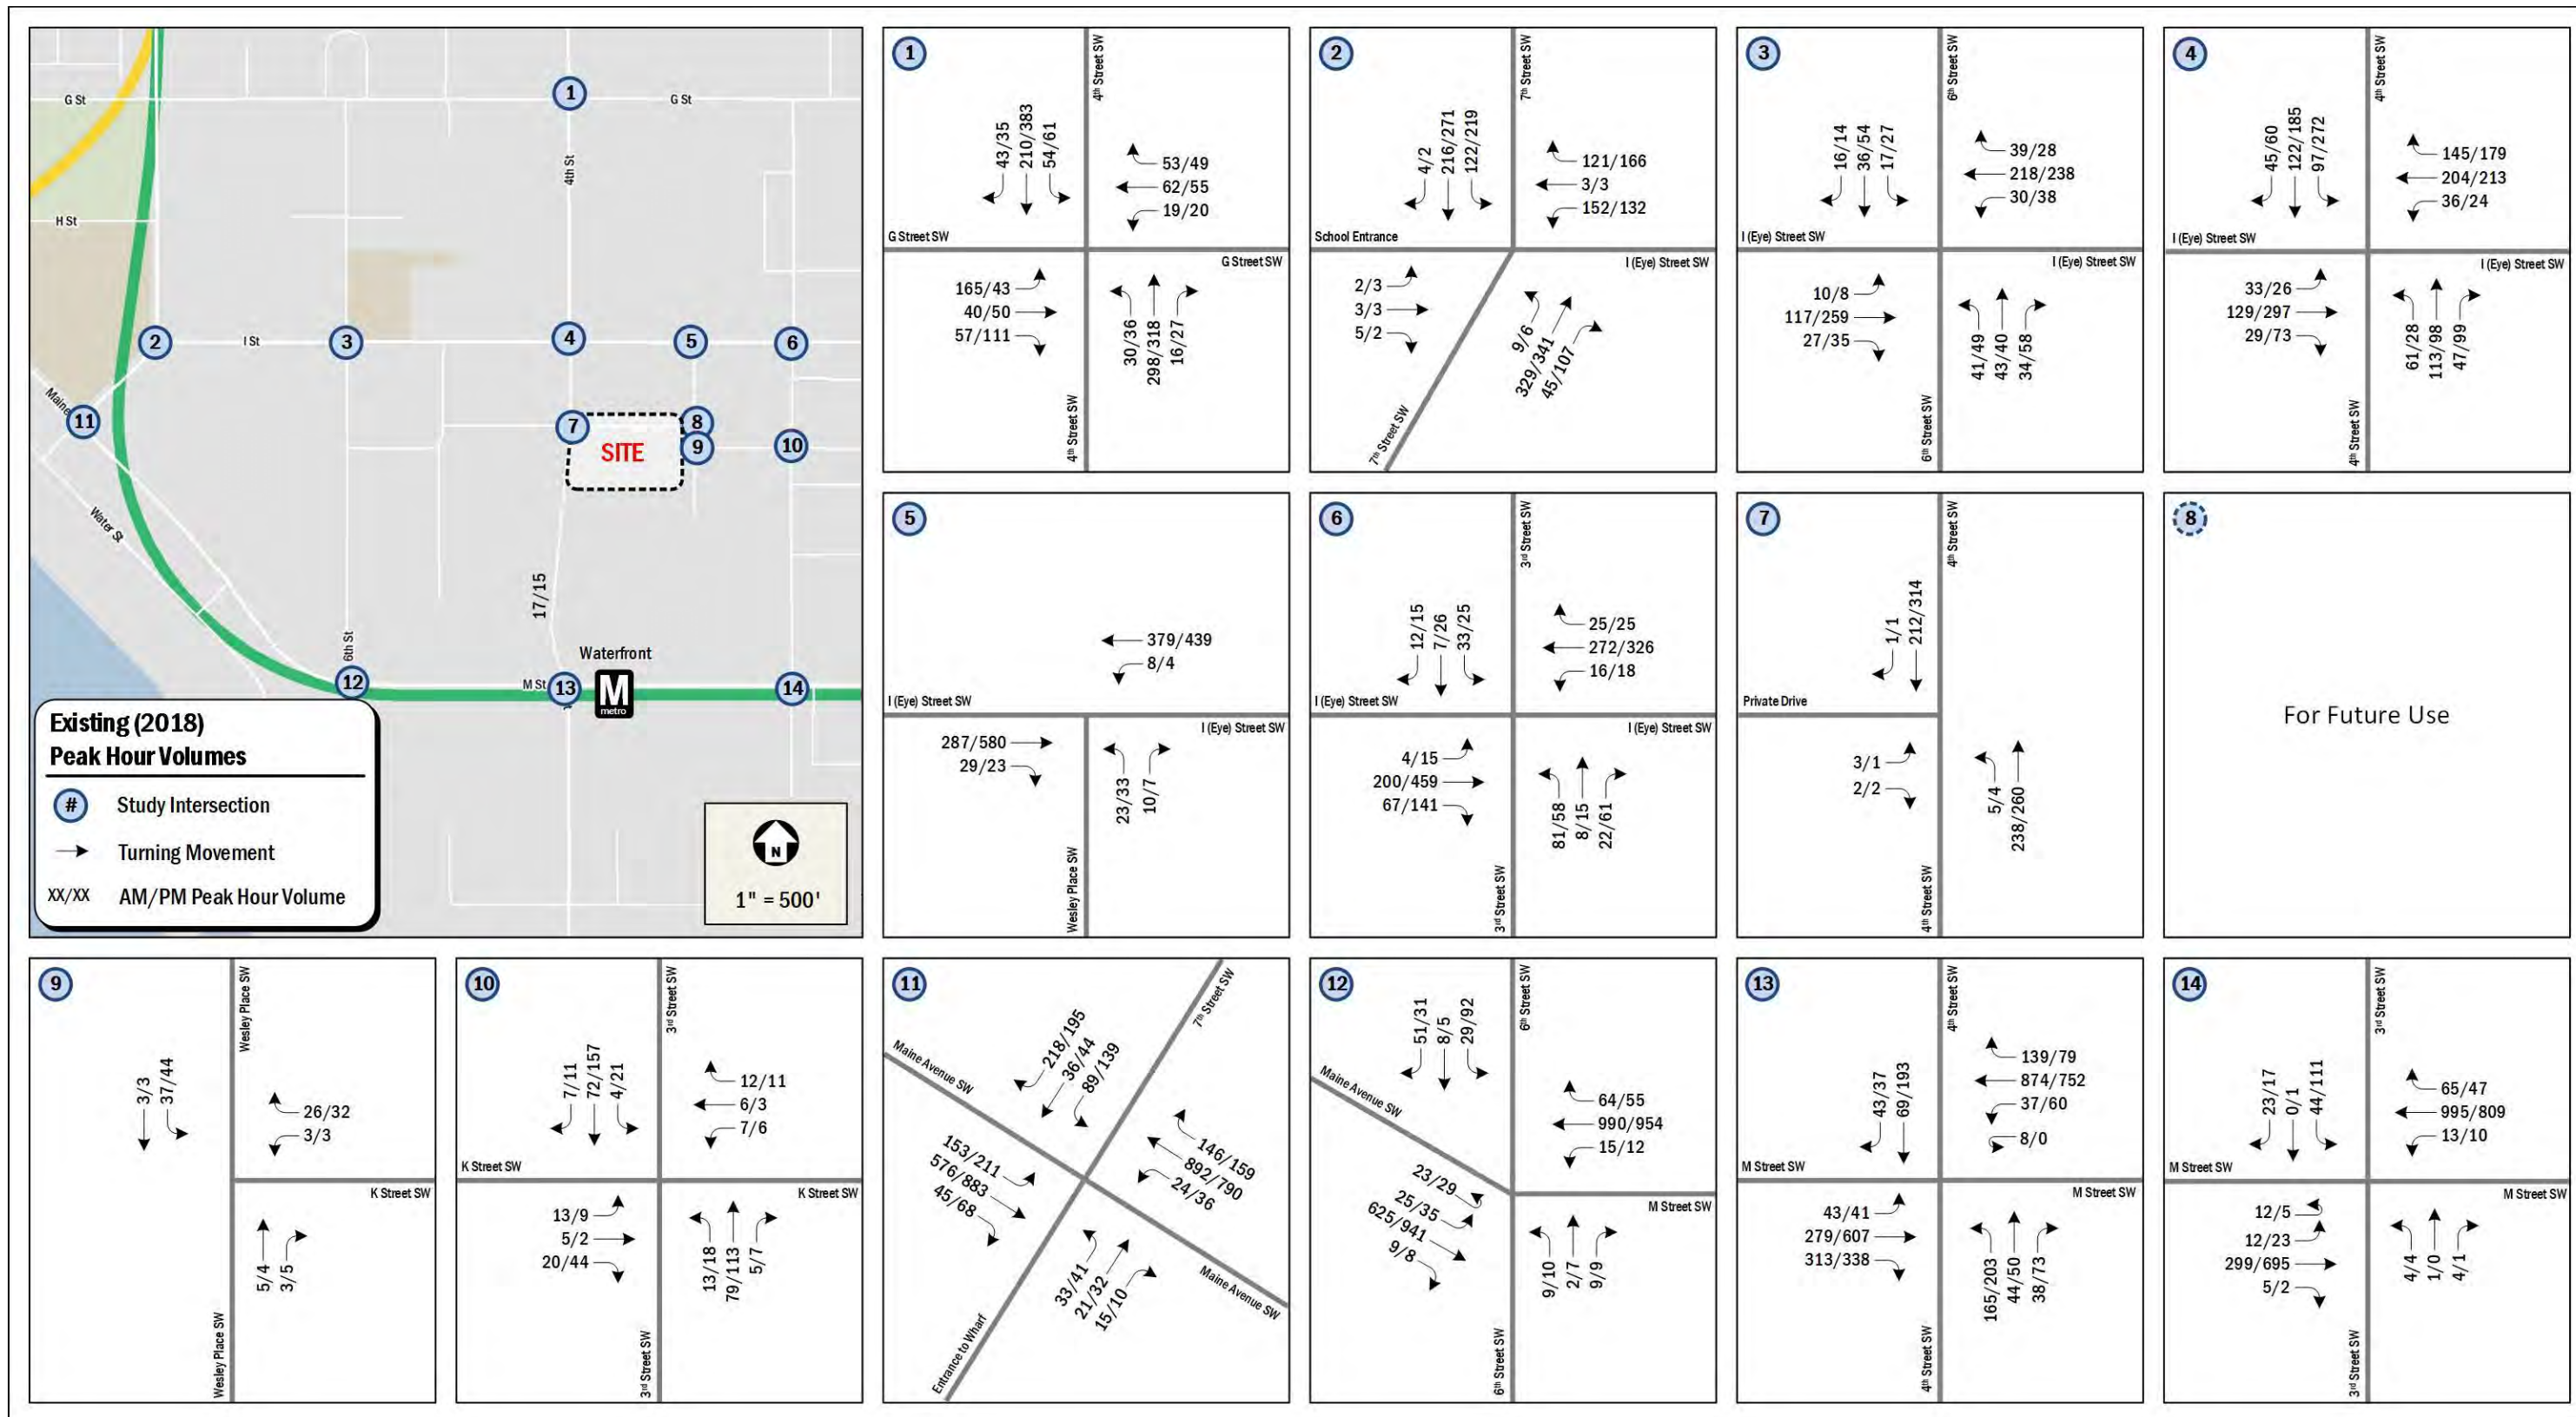 G St
G St
1
4th St
H St
2
I St
3
4
5
6
Maine
11
7
SITE
8
9
10
Water St
17/15
6th St
Waterfront
12
M St
13
M
metro
14
Existing (2018)
Peak Hour Volumes
# Study Intersection
Turning Movement
XX/XX AM/PM Peak Hour Volume
N
1" = 500'
1
4th Street SW
43/35
210/383
54/61
53/49
62/55
19/20
G Street SW
G Street SW
165/43
40/50
57/111
30/36
298/318
16/27
4th Street SW
2
7th Street SW
4/2
216/271
122/219
121/166
3/3
152/132
School Entrance
I (Eye) Street SW
2/3
3/3
5/2
9/6
329/341
45/107
7th Street SW
3
6th Street SW
16/14
36/54
17/27
39/28
218/238
30/38
I (Eye) Street SW
I (Eye) Street SW
10/8
117/259
27/35
41/49
43/40
34/58
6th Street SW
4
4th Street SW
45/60
122/185
97/272
145/179
204/213
36/24
I (Eye) Street SW
I (Eye) Street SW
33/26
129/297
29/73
61/28
113/98
47/99
4th Street SW
5
379/439
8/4
I (Eye) Street SW
I (Eye) Street SW
287/580
29/23
23/33
10/7
Wesley Place SW
6
3rd Street SW
12/15
7/26
33/25
25/25
272/326
16/18
I (Eye) Street SW
I (Eye) Street SW
4/15
200/459
67/141
81/58
8/15
22/61
3rd Street SW
7
4th Street SW
1/1
212/314
Private Drive
3/1
2/2
5/4
238/260
4th Street SW
8
For Future Use
9
Wesley Place SW
3/3
37/44
26/32
3/3
K Street SW
5/4
3/5
Wesley Place SW
10
3rd Street SW
7/11
72/157
4/21
12/11
6/3
7/6
K Street SW
K Street SW
13/9
5/2
20/44
13/18
79/113
5/7
3rd Street SW
11
7th Street SW
Maine Avenue SW
218/195
36/44
89/139
146/159
892/790
24/36
153/211
576/883
45/68
33/41
21/32
15/10
Maine Avenue SW
Entrance to Wharf
12
6th Street SW
51/31
8/5
29/92
Maine Avenue SW
64/55
990/954
15/12
M Street SW
23/29
25/35
625/941
9/8
9/10
2/7
9/9
6th Street SW
13
4th Street SW
43/37
69/193
139/79
874/752
37/60
8/0
M Street SW
M Street SW
43/41
279/607
313/338
165/203
44/50
38/73
4th Street SW
14
3rd Street SW
23/17
0/1
44/111
65/47
995/809
13/10
M Street SW
M Street SW
12/5
12/23
299/695
5/2
4/4
1/0
4/1
3rd Street SW